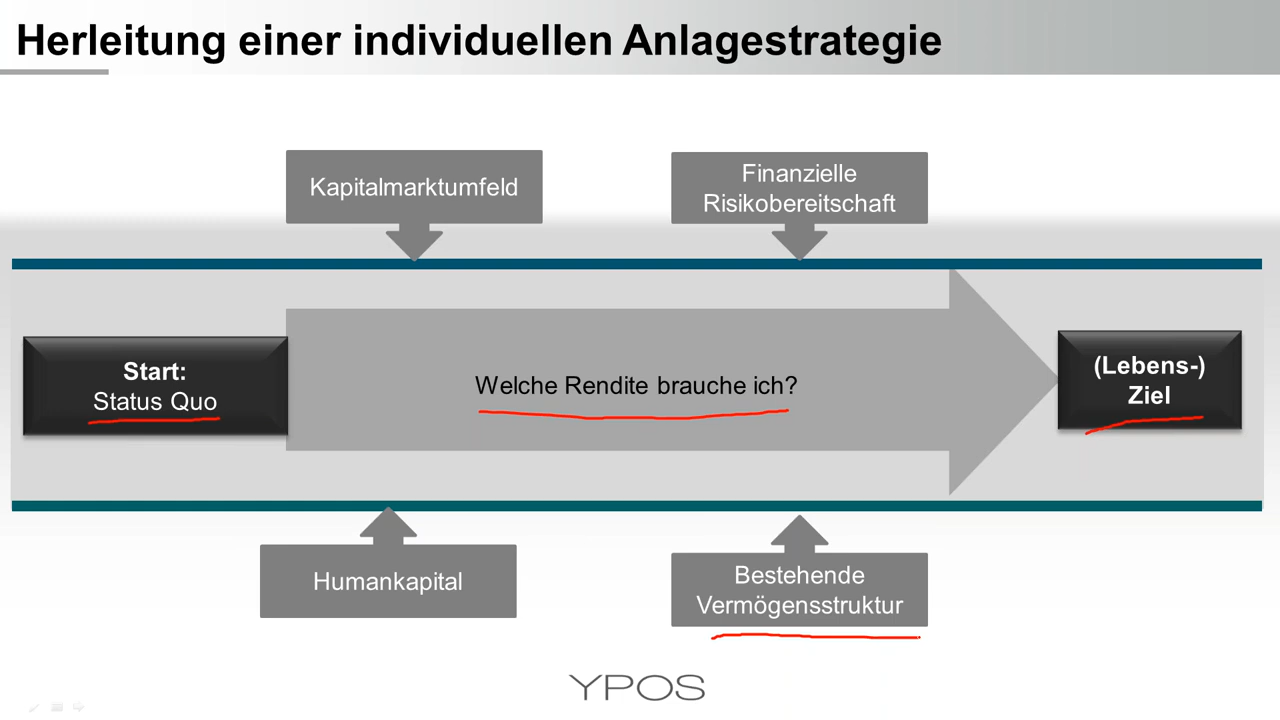 Herleitung einer individuellen Anlagestrategie
Kapitalmarktumfeld
Finanzielle
Risikobereitschaft
Start:
Status Quo
Welche Rendite brauche ich?
(Lebens-)
Ziel
Humankapital
Bestehende
Vermögensstruktur
YPOS